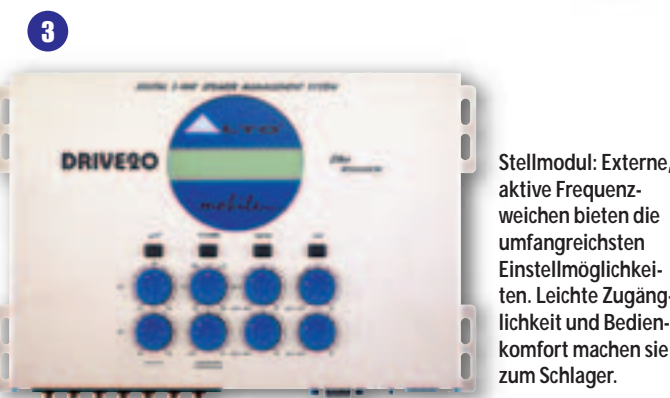 3
DIGITAL 2-WAY SPEAKER MANAGEMENT SYSTEM
ALTO
DRIVE20
mobile
Stellmodul: Externe,
aktive Frequenz-
weichen bieten die
umfangreichsten
Einstellmöglichkei-
ten. Leichte Zugäng-
lichkeit und Bedien-
komfort machen sie
zum Schlager.